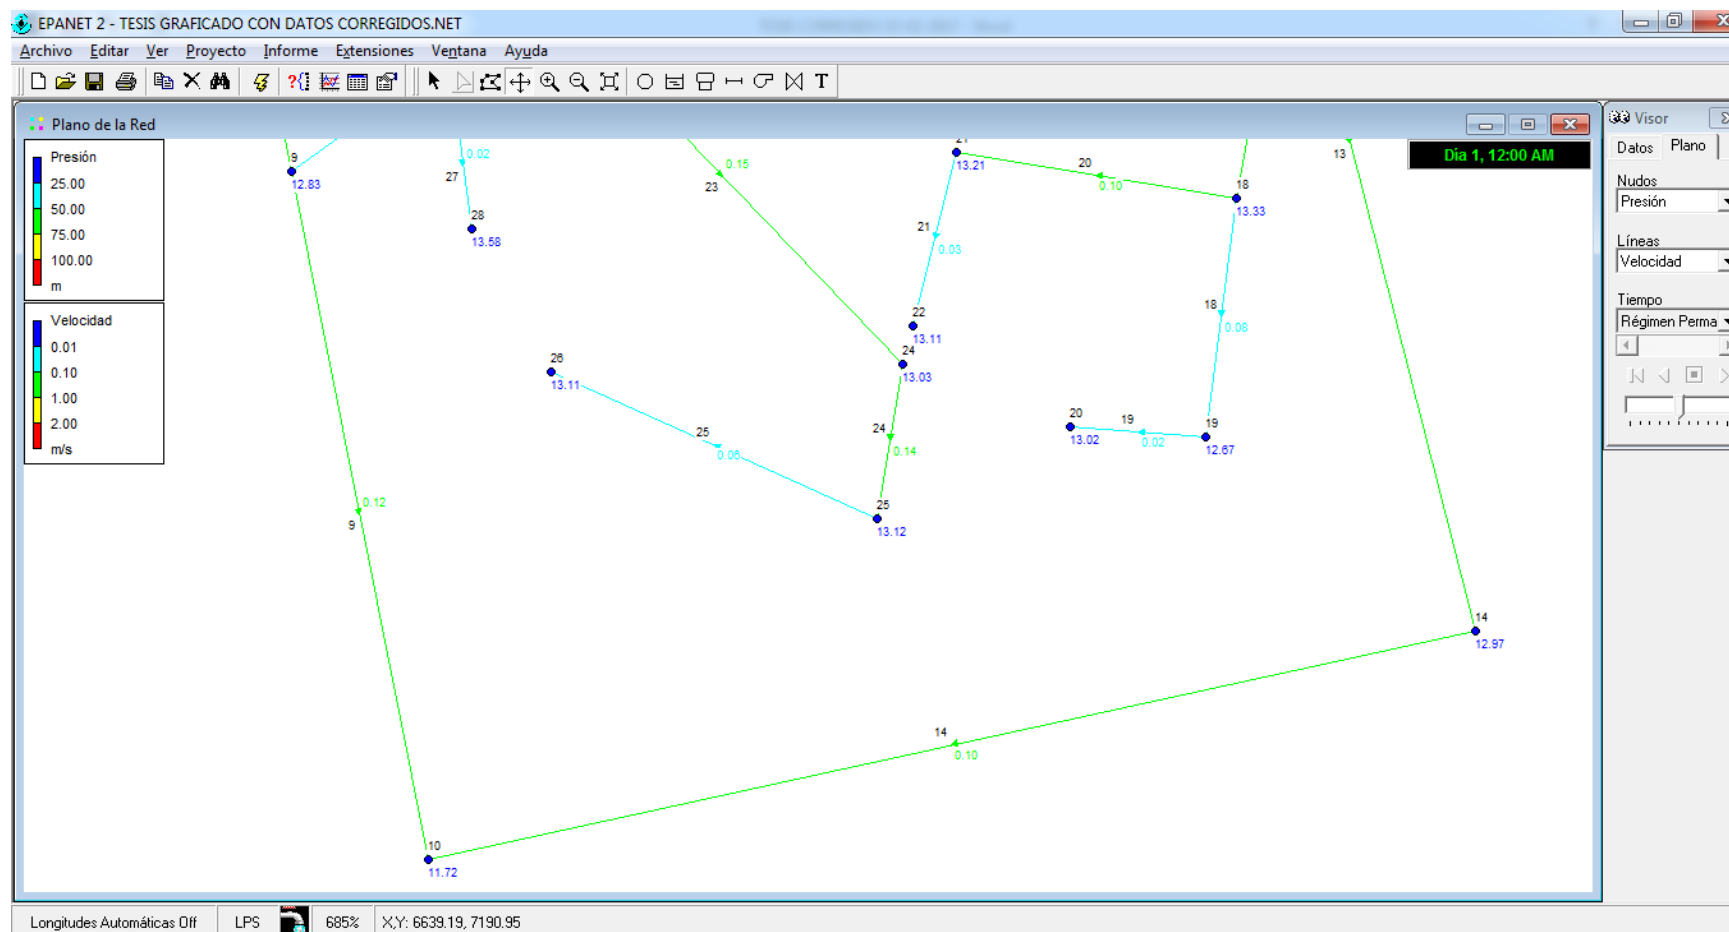 EPANET 2 - TESIS GRAFICADO CON DATOS CORREGIDOS.NET
Archivo Editar Ver Proyecto Informe Extensiones Ventana Ayuda
T
Plano de la Red
Visor
Datos Plano
Nudos
Presión
Líneas
Velocidad
Tiempo
Régimen Perma
Presión
25.00
50.00
75.00
100.00
m
Velocidad
0.01
0.10
1.00
2.00
m/s
Dia 1, 12:00 AM
9
12.83
0.02
27
28
13.58
0.15
23
21
13.21
20
0.10
18
13.33
13
21
0.03
18
0.08
22
13.11
24
13.03
26
13.11
25
0.06
24
0.14
20
13.02
19
0.02
19
12.67
25
13.12
0.12
9
14
12.97
14
0.10
10
11.72
Longitudes Automáticas Off LPS 685% X,Y: 6639.19, 7190.95